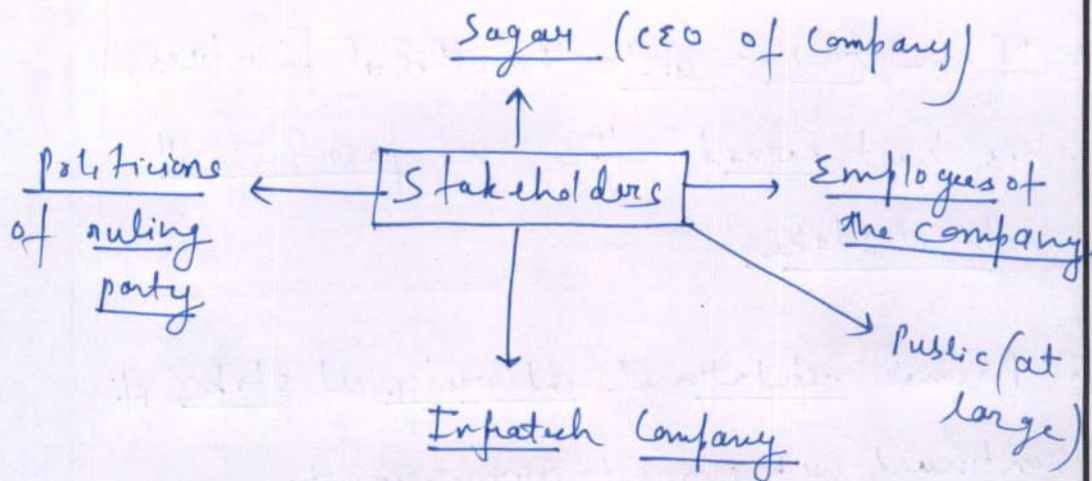 Sagar (CEO of Company)
Politicians
of ruling
party
Stakeholders
Employees of
the company
Public (at
large)
Infratech Company